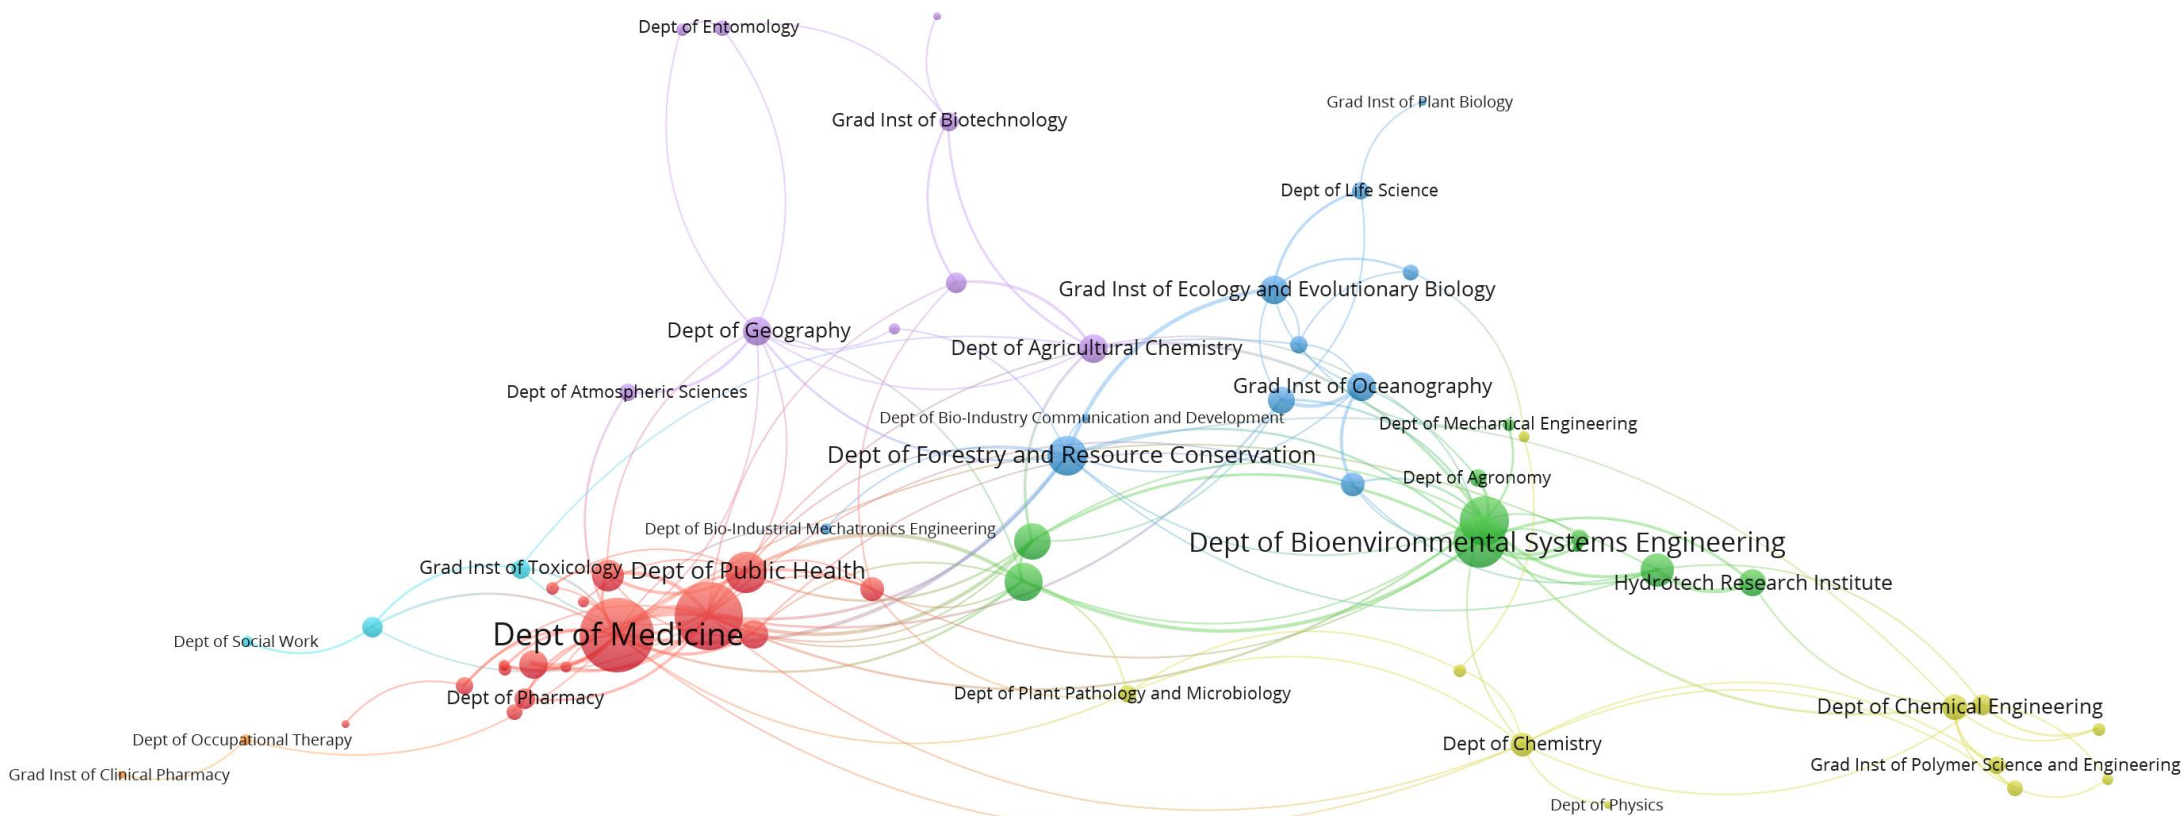 Dept of Entomology
Grad Inst of Biotechnology
Grad Inst of Plant Biology
Dept of Life Science
Grad Inst of Ecology and Evolutionary Biology
Dept of Geography
Dept of Agricultural Chemistry
Grad Inst of Oceanography
Dept of Atmospheric Sciences
Dept of Bio-Industry Communication and Development
Dept of Mechanical Engineering
Dept of Forestry and Resource Conservation
Dept of Agronomy
Dept of Bio-Industrial Mechatronics Engineering
Dept of Bioenvironmental Systems Engineering
Grad Inst of Toxicology
Dept of Public Health
Hydrotech Research Institute
Dept of Medicine
Dept of Social Work
Dept of Pharmacy
Dept of Plant Pathology and Microbiology
Dept of Chemical Engineering
Dept of Occupational Therapy
Dept of Chemistry
Grad Inst of Clinical Pharmacy
Grad Inst of Polymer Science and Engineering
Dept of Physics